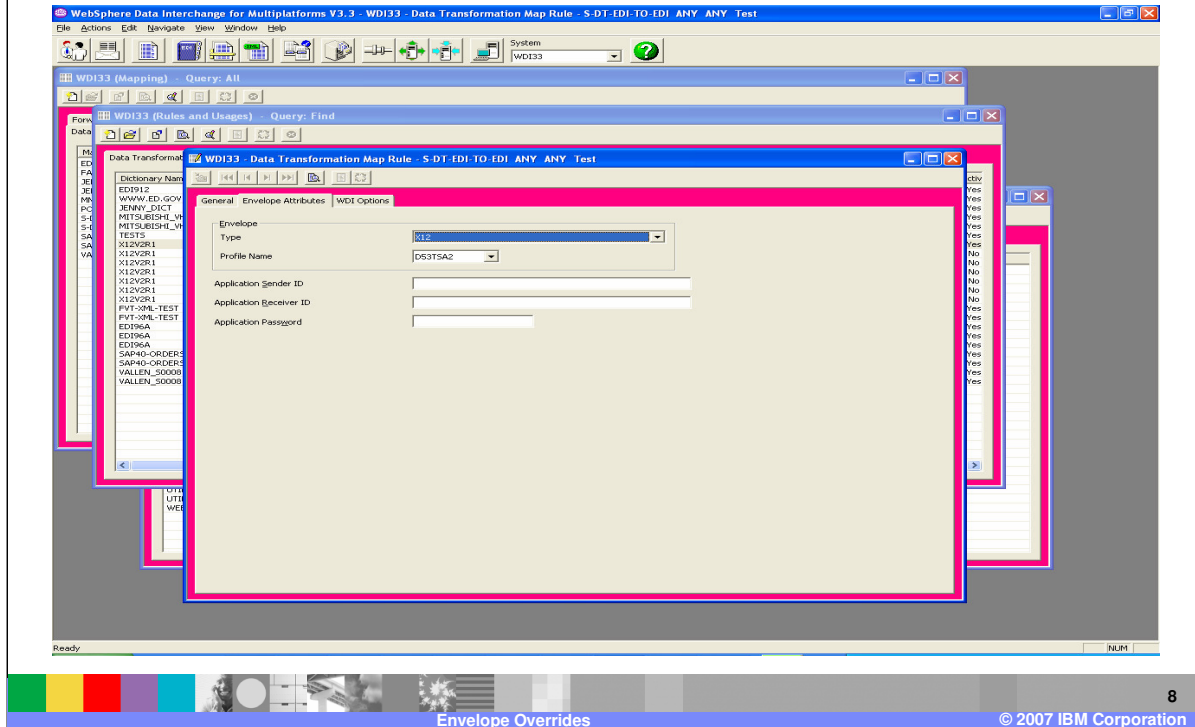 WebSphere Data Interchange for Multiplatforms V3.3 - WDI33 - Data Transformation Map Rule - S-DT-EDI-TO-EDI ANY ANY Test
File Actions Edit Navigate View Window Help
System
WDI33
WDI33 (Mapping) - Query: All
WDI33 (Rules and Usages) - Query: Find
Data
Data Transformat
WDI33 - Data Transformation Map Rule - S-DT-EDI-TO-EDI ANY ANY Test
Dictionary Nam
EDI912
WWW.ED.GOV
JENNY_DICT
MITSUBISHI_VH
MITSUBISHI_VH
TESTS
X12V2R1
X12V2R1
X12V2R1
X12V2R1
X12V2R1
X12V2R1
X12V2R1
FVT-XML-TEST
FVT-XML-TEST
EDI96A
EDI96A
EDI96A
SAP40-ORDERS
SAP40-ORDERS
VALLEN_S0008
VALLEN_S0008
General Envelope Attributes WDI Options
Envelope
Type X12
Profile Name D53TSA2
Application Sender ID
Application Receiver ID
Application Password
ctiv
Yes
Yes
Yes
Yes
Yes
Yes
Yes
No
No
No
No
No
No
Yes
Yes
Yes
Yes
Yes
Yes
Yes
Yes
Yes
UTI
WEB
Ready
NUM
8
Envelope Overrides
© 2007 IBM Corporation